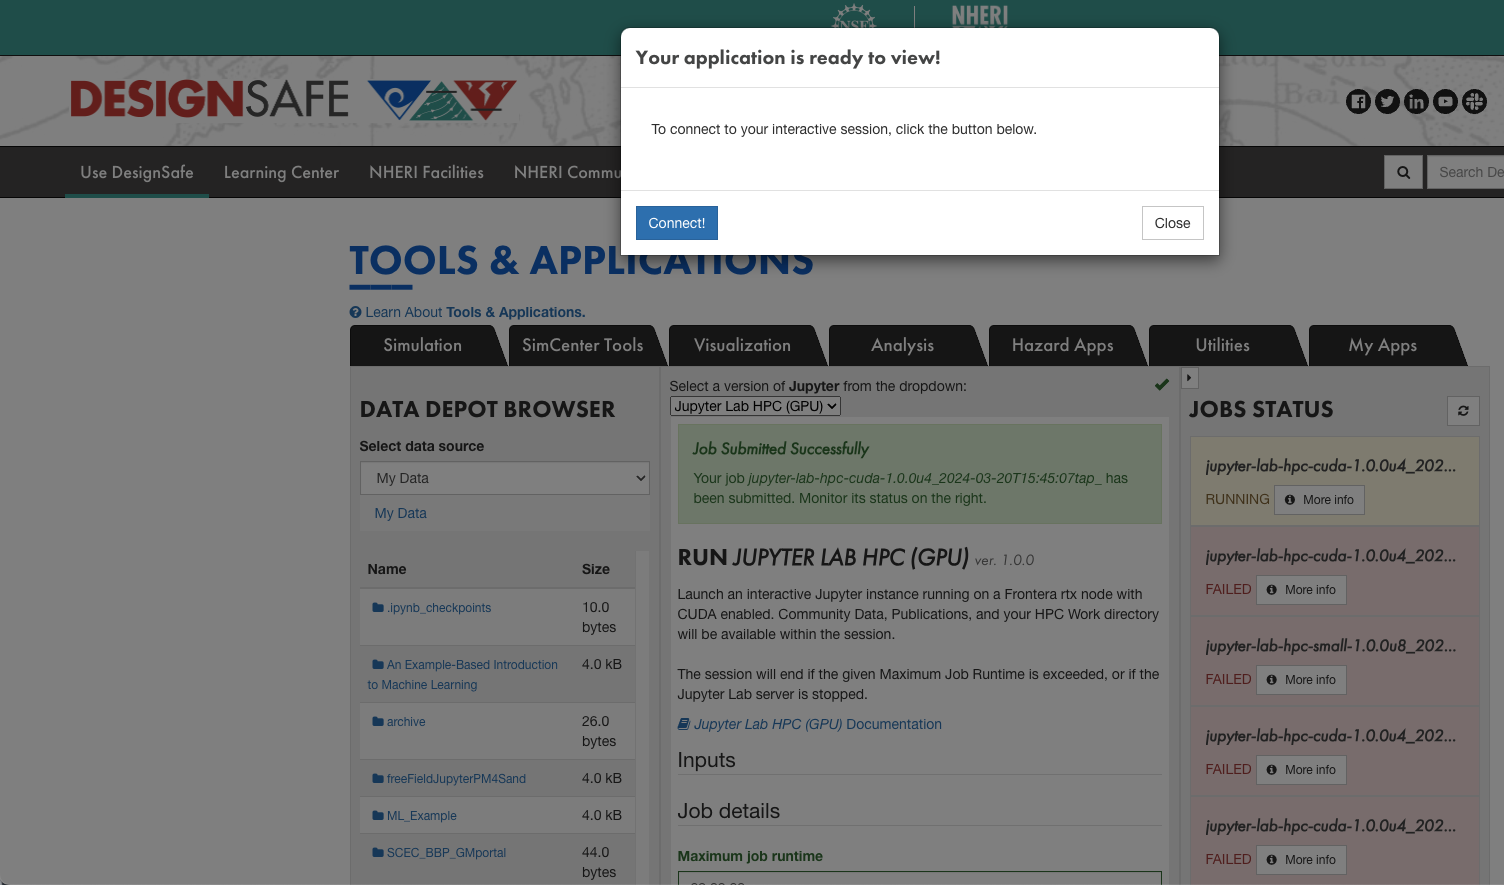 NSF
NHERI
Your application is ready to view!
To connect to your interactive session, click the button below.
Connect!
Close
DESIGNSAFE
Use DesignSafe
Learning Center
NHERI Facilities
NHERI Commu
Search De
TOOLS & APPLICATIONS
Learn About Tools & Applications.
Simulation
SimCenter Tools
Visualization
Analysis
Hazard Apps
Utilities
My Apps
DATA DEPOT BROWSER
Select data source
My Data
My Data
Name Size
.ipynb_checkpoints 10.0
bytes
An Example-Based Introduction 4.0 kB
to Machine Learning
archive 26.0
bytes
freeFieldJupyterPM4Sand 4.0 kB
ML_Example 4.0 kB
SCEC_BBP_GMportal 44.0
bytes
Select a version of Jupyter from the dropdown:
Jupyter Lab HPC (GPU)
Job Submitted Successfully
Your job jupyter-lab-hpc-cuda-1.0.0u4_2024-03-20T15:45:07tap_ has
been submitted. Monitor its status on the right.
RUN JUPYTER LAB HPC (GPU) ver. 1.0.0
Launch an interactive Jupyter instance running on a Frontera rtx node with
CUDA enabled. Community Data, Publications, and your HPC Work directory
will be available within the session.
The session will end if the given Maximum Job Runtime is exceeded, or if the
Jupyter Lab server is stopped.
Jupyter Lab HPC (GPU) Documentation
Inputs
Job details
Maximum job runtime
JOBS STATUS
jupyter-lab-hpc-cuda-1.0.0u4_202...
RUNNING More info
jupyter-lab-hpc-cuda-1.0.0u4_202...
FAILED More info
jupyter-lab-hpc-small-1.0.0u8_202...
FAILED More info
jupyter-lab-hpc-cuda-1.0.0u4_202...
FAILED More info
jupyter-lab-hpc-cuda-1.0.0u4_202...
FAILED More info